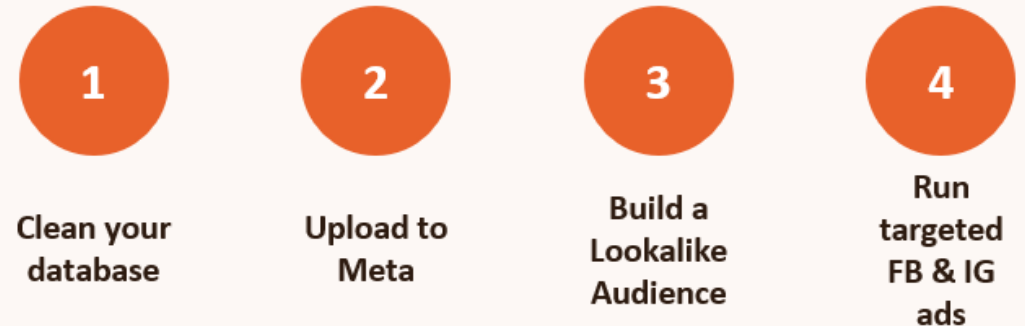 1
Clean your
database
2
Upload to
Meta
3
Build a
Lookalike
Audience
4
Run
targeted
FB & IG
ads